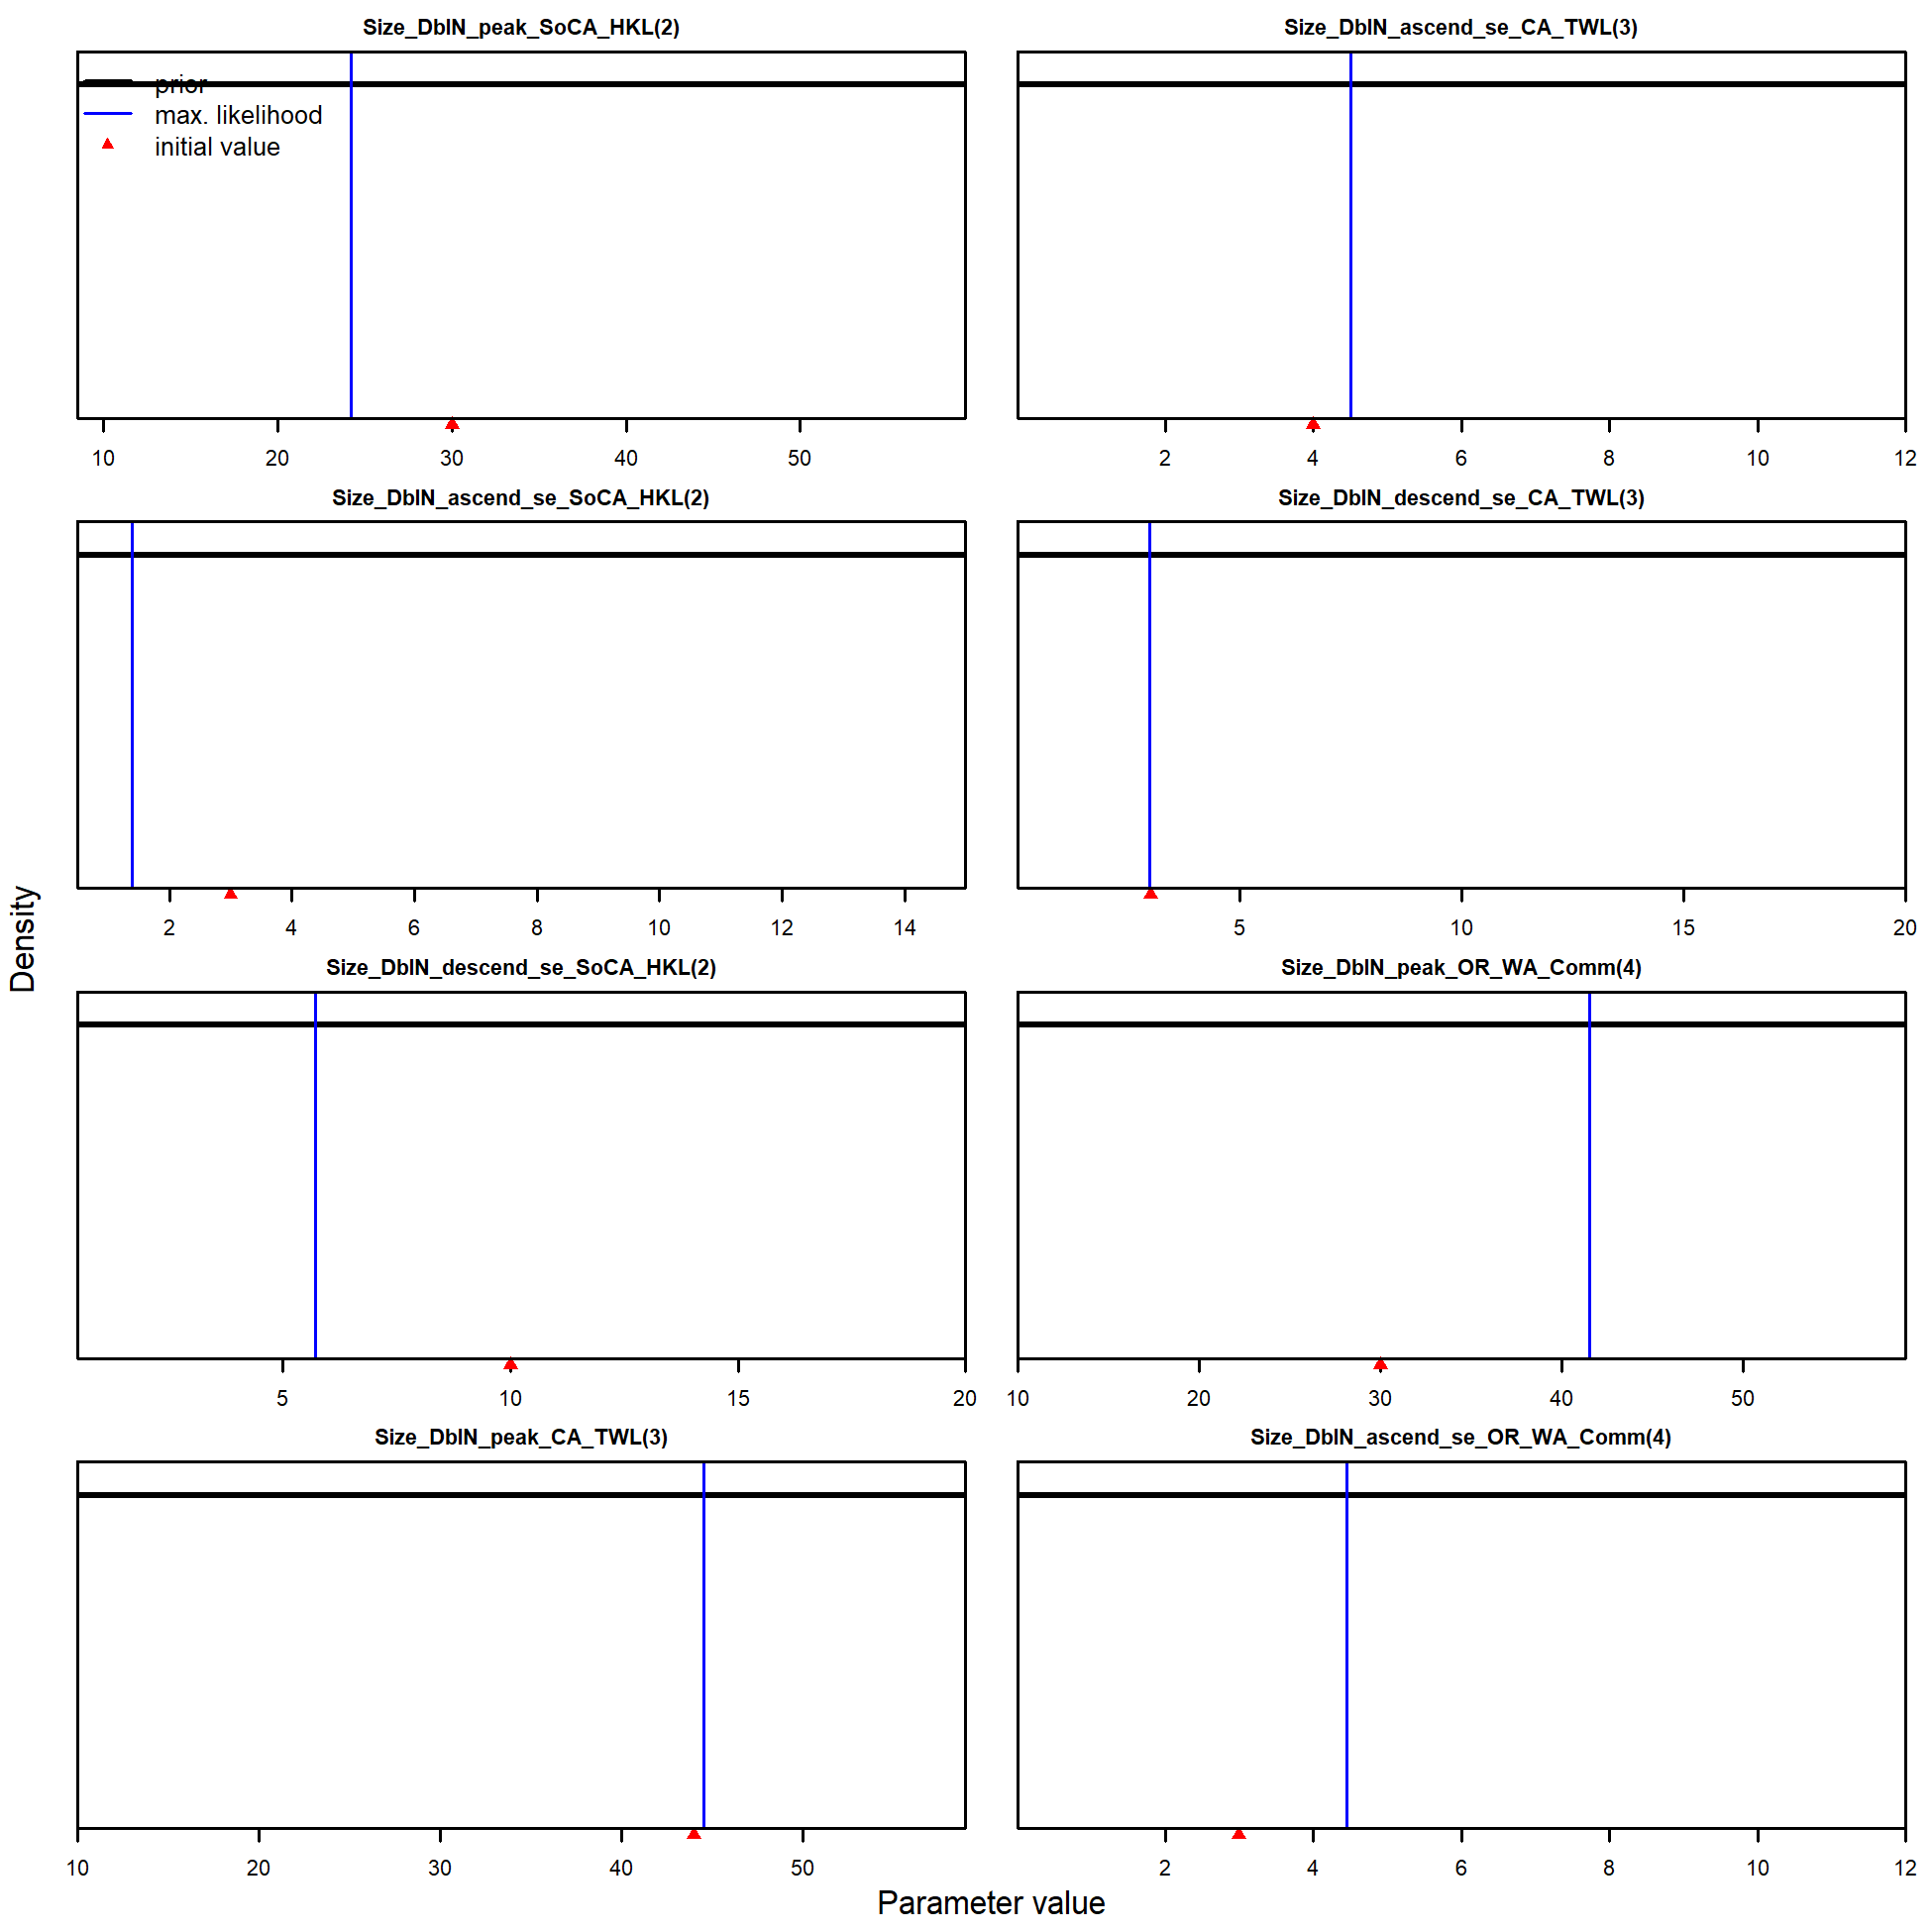 Size_DblN_peak_SoCA_HKL(2)
prior
max. likelihood
initial value
10 20 30 40 50
Size_DblN_ascend_se_CA_TWL(3)
2 4 6 8 10 12
Size_DblN_ascend_se_SoCA_HKL(2)
2 4 6 8 10 12 14
Size_DblN_descend_se_CA_TWL(3)
5 10 15 20
Size_DblN_descend_se_SoCA_HKL(2)
5 10 15 20
Size_DblN_peak_OR_WA_Comm(4)
10 20 30 40 50
Size_DblN_peak_CA_TWL(3)
10 20 30 40 50
Size_DblN_ascend_se_OR_WA_Comm(4)
2 4 6 8 10 12
Density
Parameter value